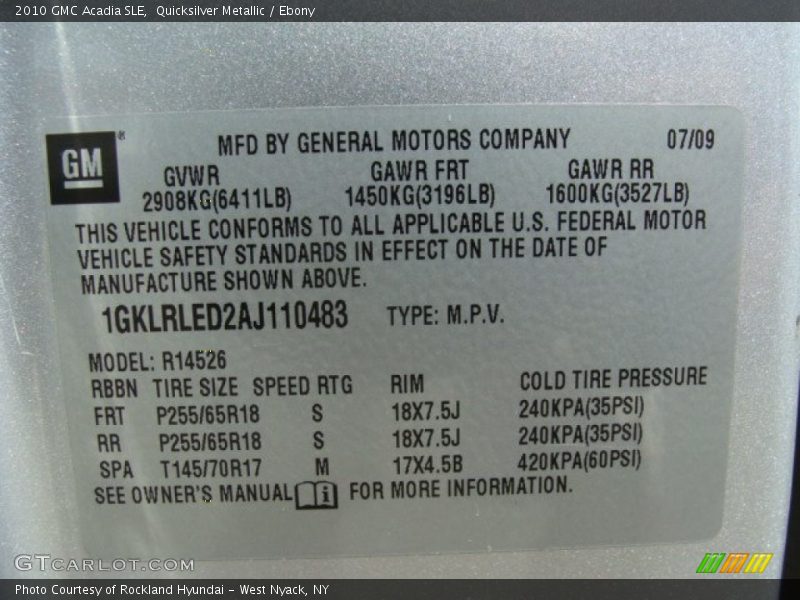 2010 GMC Acadia SLE, Quicksilver Metallic / Ebony
GM®
MFD BY GENERAL MOTORS COMPANY 07/09
GVWR GAWR FRT GAWR RR
2908KG(6411LB) 1450KG(3196LB) 1600KG(3527LB)
THIS VEHICLE CONFORMS TO ALL APPLICABLE U.S. FEDERAL MOTOR
VEHICLE SAFETY STANDARDS IN EFFECT ON THE DATE OF
MANUFACTURE SHOWN ABOVE.
1GKLRLED2AJ110483 TYPE: M.P.V.
MODEL: R14526
RBBN TIRE SIZE SPEED RTG RIM COLD TIRE PRESSURE
FRT P255/65R18 S 18X7.5J 240KPA(35PSI)
RR P255/65R18 S 18X7.5J 240KPA(35PSI)
SPA T145/70R17 M 17X4.5B 420KPA(60PSI)
SEE OWNER'S MANUAL i FOR MORE INFORMATION.
GTCARLOT.COM
Photo Courtesy of Rockland Hyundai - West Nyack, NY